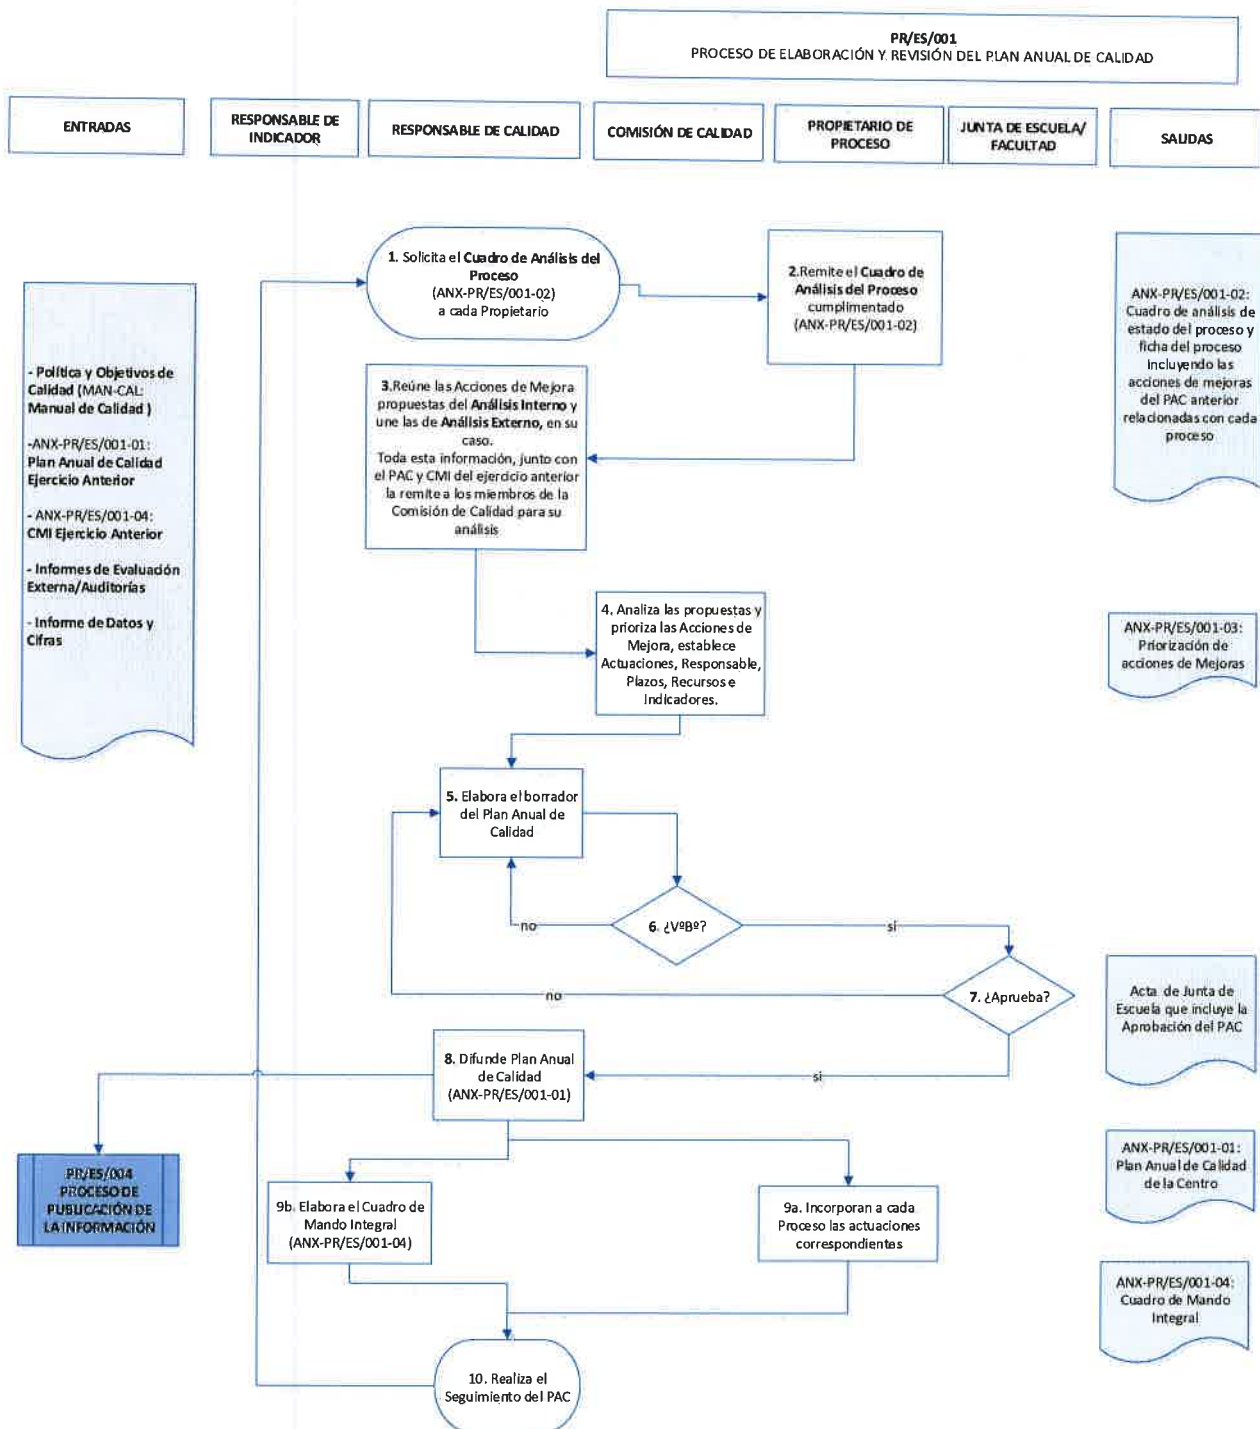 PR/ES/001
PROCESO DE ELABORACIÓN Y REVISIÓN DEL PLAN ANUAL DE CALIDAD
ENTRADAS
RESPONSABLE DE
INDICADOR
RESPONSABLE DE CALIDAD
COMISIÓN DE CALIDAD
PROPIETARIO DE
PROCESO
JUNTA DE ESCUELA/
FACULTAD
SALIDAS
- Política y Objetivos de
Calidad (MAN-CAL:
Manual de Calidad )
-ANX-PR/ES/001-01:
Plan Anual de Calidad
Ejercicio Anterior
- ANX-PR/ES/001-04:
CMI Ejercicio Anterior
- Informes de Evaluación
Externa/Auditorías
- Informe de Datos y
Cifras
1. Solicita el Cuadro de Análisis del
Proceso
(ANX-PR/ES/001-02)
a cada Propietario
2.Remite el Cuadro de
Análisis del Proceso
cumplimentado
(ANX-PR/ES/001-02)
ANX-PR/ES/001-02:
Cuadro de análisis de
estado del proceso y
ficha del proceso
incluyendo las
acciones de mejoras
del PAC anterior
relacionadas con cada
proceso
3.Reúne las Acciones de Mejora
propuestas del Análisis Interno y
une las de Análisis Externo, en su
caso.
Toda esta información, junto con
el PAC y CMI del ejercicio anterior
la remite a los miembros de la
Comisión de Calidad para su
análisis
4. Analiza las propuestas y
prioriza las Acciones de
Mejora, establece
Actuaciones, Responsable,
Plazos, Recursos e
Indicadores.
ANX-PR/ES/001-03:
Priorización de
acciones de Mejoras
5. Elabora el borrador
del Plan Anual de
Calidad
6. ¿VºBº?
no
sí
7. ¿Aprueba?
no
sí
Acta de Junta de
Escuela que incluye la
Aprobación del PAC
8. Difunde Plan Anual
de Calidad
(ANX-PR/ES/001-01)
PR/ES/004
PROCESO DE
PUBLICACIÓN DE
LA INFORMACIÓN
9b. Elabora el Cuadro de
Mando Integral
(ANX-PR/ES/001-04)
9a. Incorporan a cada
Proceso las actuaciones
correspondientes
ANX-PR/ES/001-01:
Plan Anual de Calidad
de la Centro
ANX-PR/ES/001-04:
Cuadro de Mando
Integral
10. Realiza el
Seguimiento del PAC